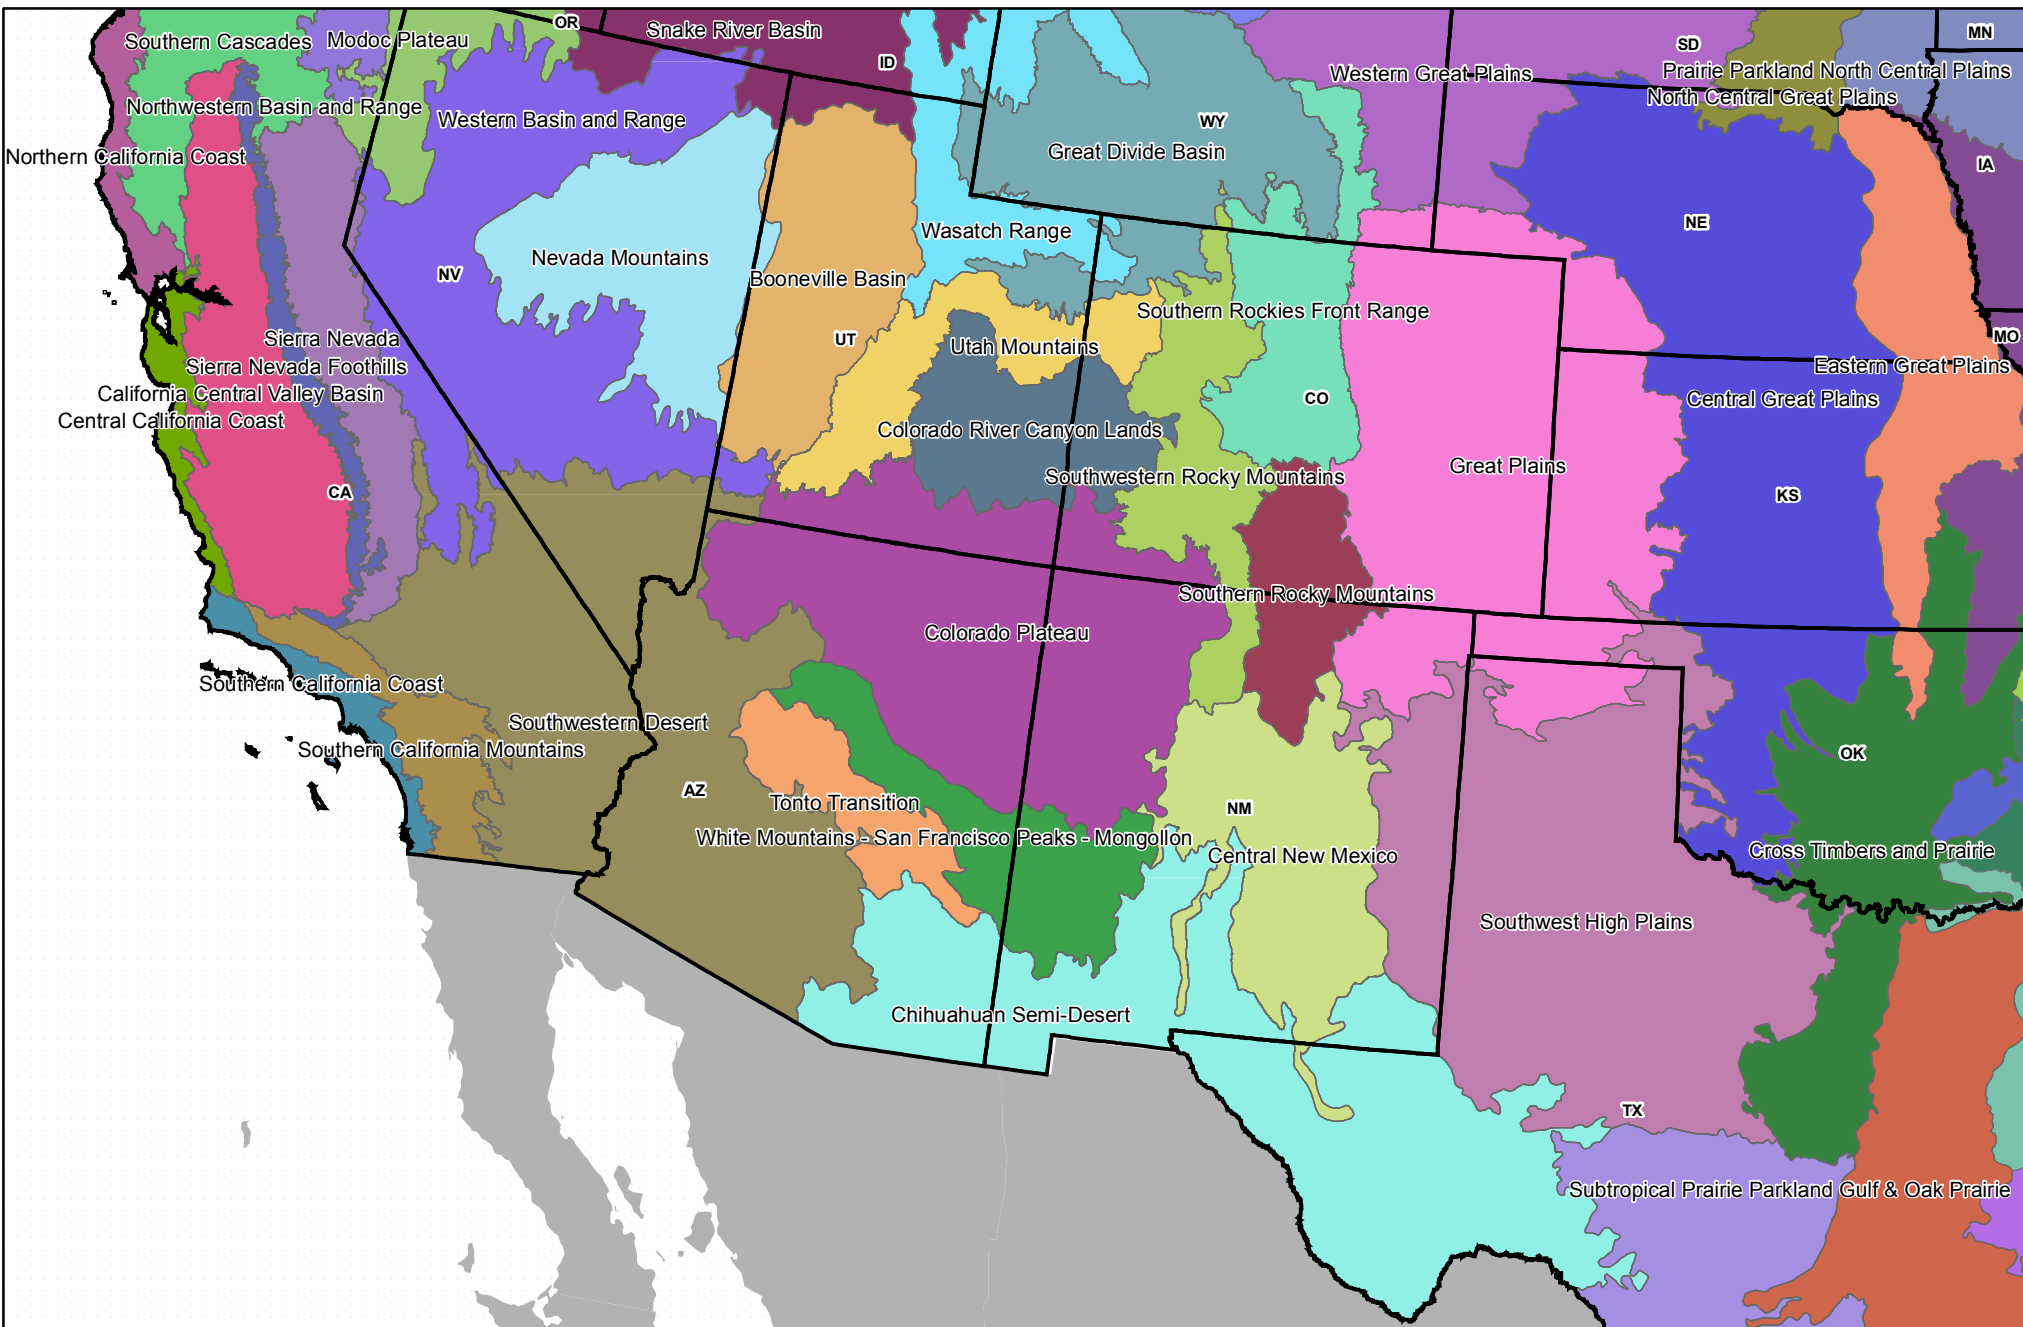 OR
Snake River Basin
MN
Southern Cascades
Modoc Plateau
SD
ID
Western Great Plains
Prairie Parkland North Central Plains
North Central Great Plains
Northwestern Basin and Range
Western Basin and Range
WY
Great Divide Basin
Northern California Coast
IA
NE
Wasatch Range
Nevada Mountains
NV
Booneville Basin
Southern Rockies Front Range
Sierra Nevada
UT
Utah Mountains
MO
Sierra Nevada Foothills
Eastern Great Plains
California Central Valley Basin
CO
Central Great Plains
Central California Coast
Colorado River Canyon Lands
Great Plains
Southwestern Rocky Mountains
CA
KS
Southern Rocky Mountains
Colorado Plateau
Southern California Coast
Southwestern Desert
Southern California Mountains
OK
AZ
Tonto Transition
NM
White Mountains - San Francisco Peaks - Mongollon
Central New Mexico
Cross Timbers and Prairie
Southwest High Plains
Chihuahuan Semi-Desert
TX
Subtropical Prairie Parkland Gulf & Oak Prairie